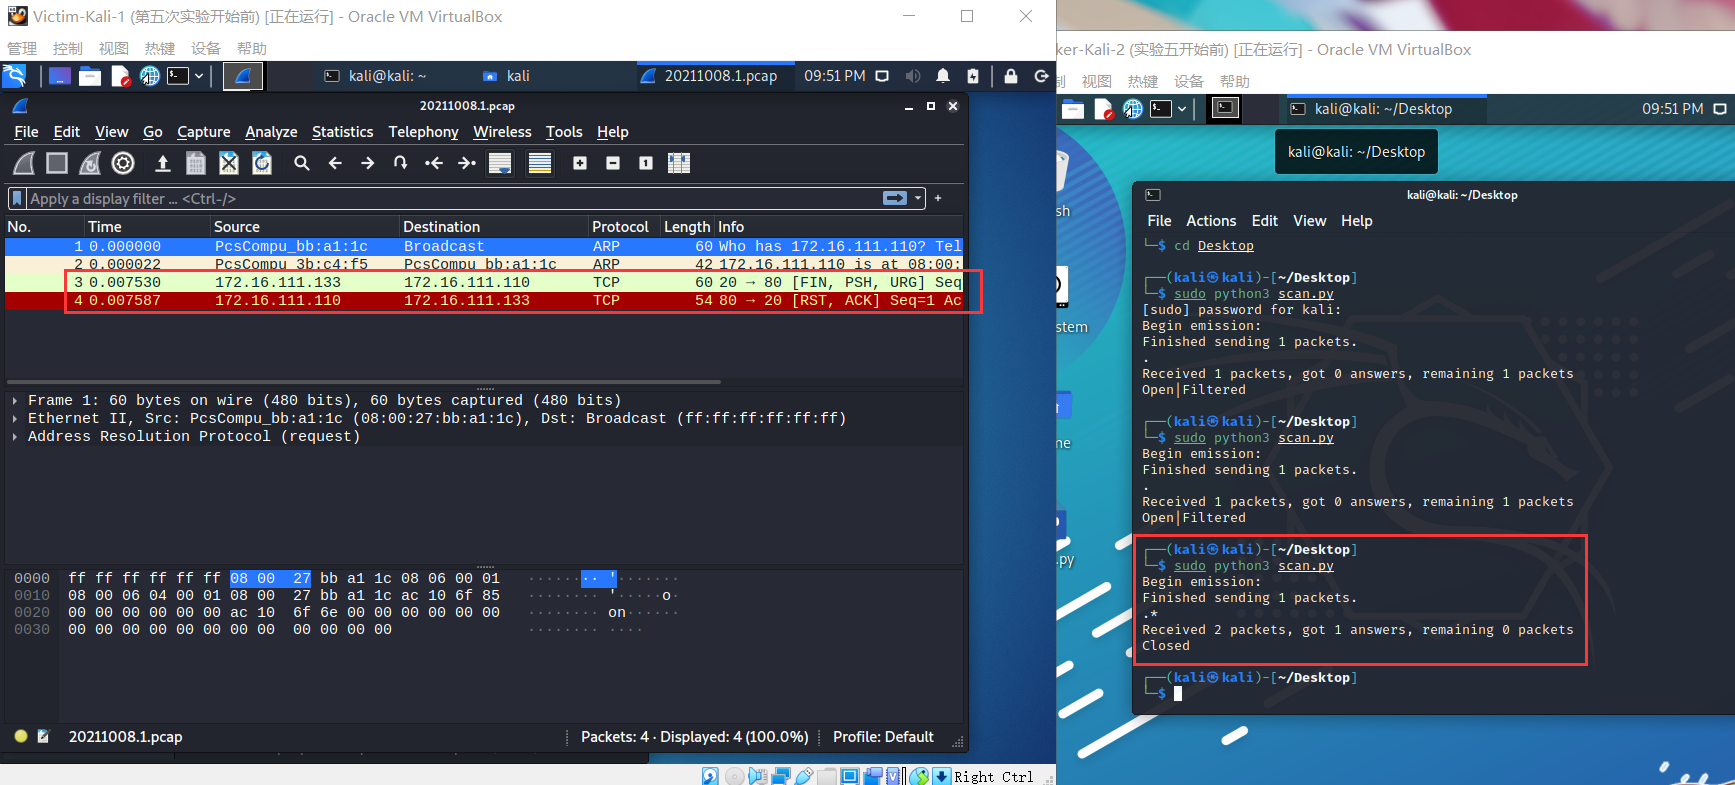 Victim-Kali-1 (第五次实验开始前) [正在运行] - Oracle VM VirtualBox
管理 控制 视图 热键 设备 帮助
kali@kali: ~ kali 20211008.1.pcap 09:51 PM
20211008.1.pcap
File Edit View Go Capture Analyze Statistics Telephony Wireless Tools Help
Apply a display filter ... <Ctrl-/>
No. Time Source Destination Protocol Length Info
1 0.000000 PcsCompu_bb:a1:1c Broadcast ARP 60 Who has 172.16.111.110? Tel
2 0.000022 PcsCompu_3b:c4:f5 PcsCompu_bb:a1:1c ARP 42 172.16.111.110 is at 08:00:
3 0.007530 172.16.111.133 172.16.111.110 TCP 60 20 → 80 [FIN, PSH, URG] Seq
4 0.007587 172.16.111.110 172.16.111.133 TCP 54 80 → 20 [RST, ACK] Seq=1 Ac
Frame 1: 60 bytes on wire (480 bits), 60 bytes captured (480 bits)
Ethernet II, Src: PcsCompu_bb:a1:1c (08:00:27:bb:a1:1c), Dst: Broadcast (ff:ff:ff:ff:ff:ff)
Address Resolution Protocol (request)
0000 ff ff ff ff ff ff 08 00 27 bb a1 1c 08 06 00 01 ········'·······
0010 08 00 06 04 00 01 08 00 27 bb a1 1c ac 10 6f 85 ········'·····o·
0020 00 00 00 00 00 00 ac 10 6f 6e 00 00 00 00 00 00 ········on······
0030 00 00 00 00 00 00 00 00 00 00 00 00 ········ ····
20211008.1.pcap Packets: 4 · Displayed: 4 (100.0%) Profile: Default
Right Ctrl
ker-Kali-2 (实验五开始前) [正在运行] - Oracle VM VirtualBox
制 视图 热键 设备 帮助
kali@kali: ~/Desktop 09:51 PM
kali@kali: ~/Desktop
sh
stem
ne
.py
kali@kali: ~/Desktop
File Actions Edit View Help
└─$ cd Desktop
┌──(kali㉿kali)-[~/Desktop]
└─$ sudo python3 scan.py
[sudo] password for kali:
Begin emission:
Finished sending 1 packets.
.
Received 1 packets, got 0 answers, remaining 1 packets
Open|Filtered
┌──(kali㉿kali)-[~/Desktop]
└─$ sudo python3 scan.py
Begin emission:
Finished sending 1 packets.
.
Received 1 packets, got 0 answers, remaining 1 packets
Open|Filtered
┌──(kali㉿kali)-[~/Desktop]
└─$ sudo python3 scan.py
Begin emission:
Finished sending 1 packets.
.*
Received 2 packets, got 1 answers, remaining 0 packets
Closed
┌──(kali㉿kali)-[~/Desktop]
└─$